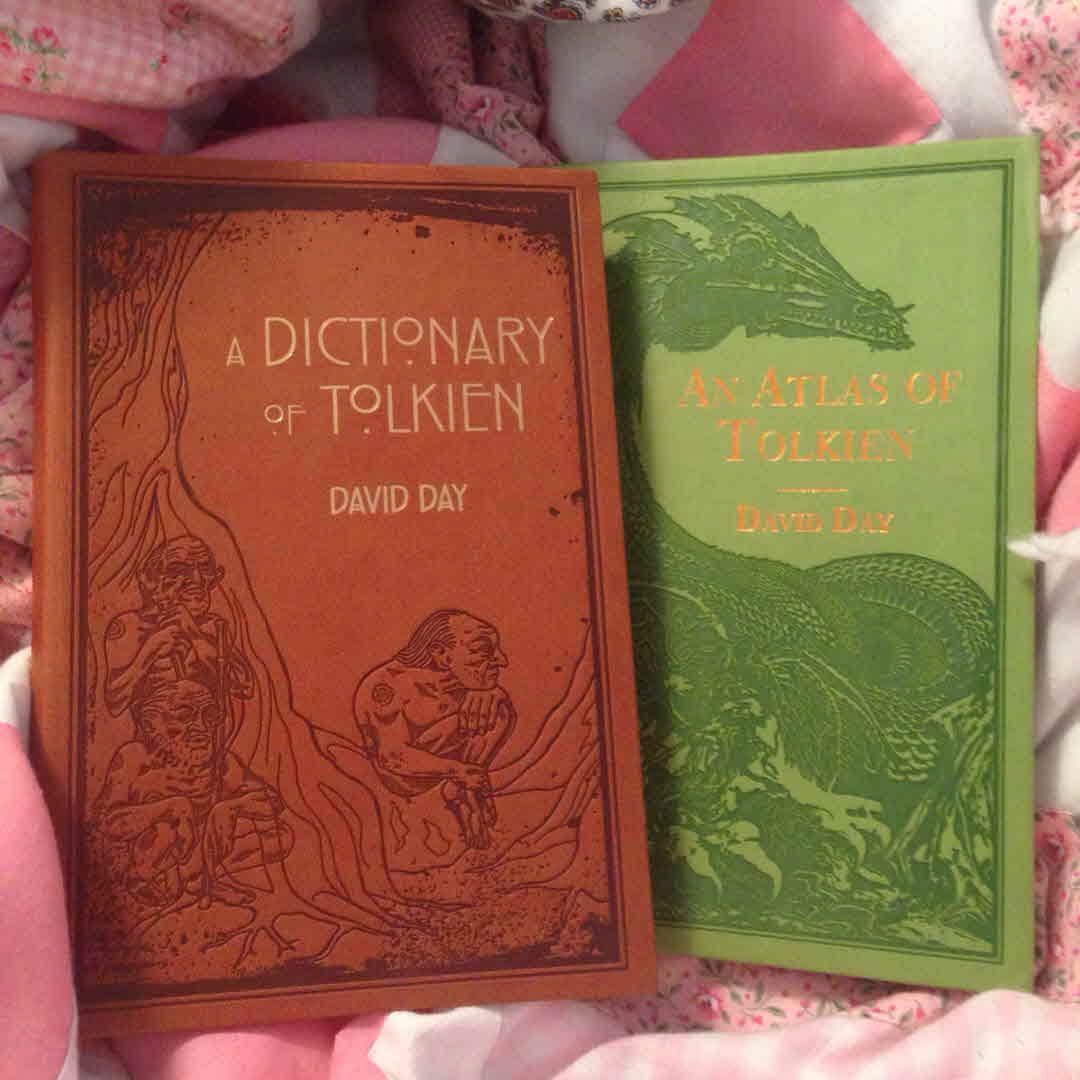 A DICTIONARY
OF TOLKIEN
DAVID DAY
AN ATLAS OF
TOLKIEN
DAVID DAY